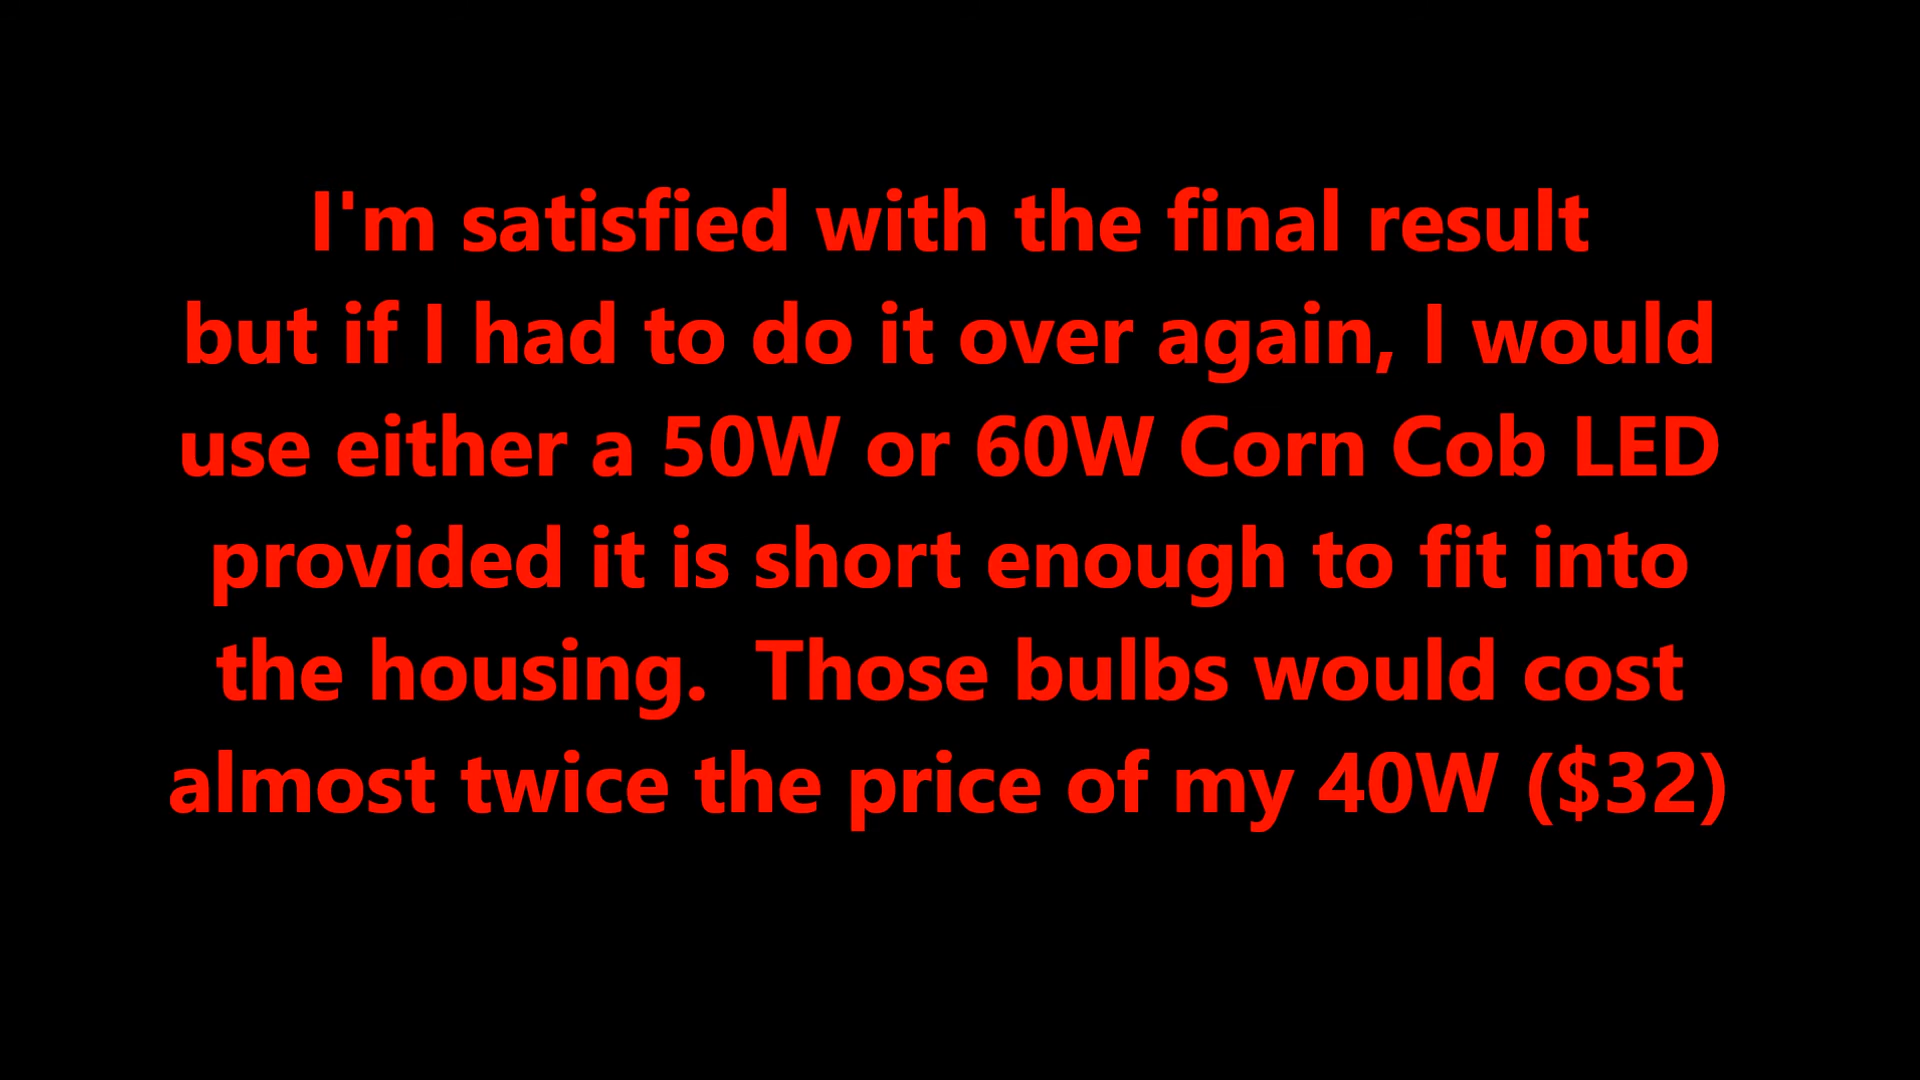 I'm satisfied with the final result
but if I had to do it over again, I would
use either a 50W or 60W Corn Cob LED
provided it is short enough to fit into
the housing.  Those bulbs would cost
almost twice the price of my 40W ($32)